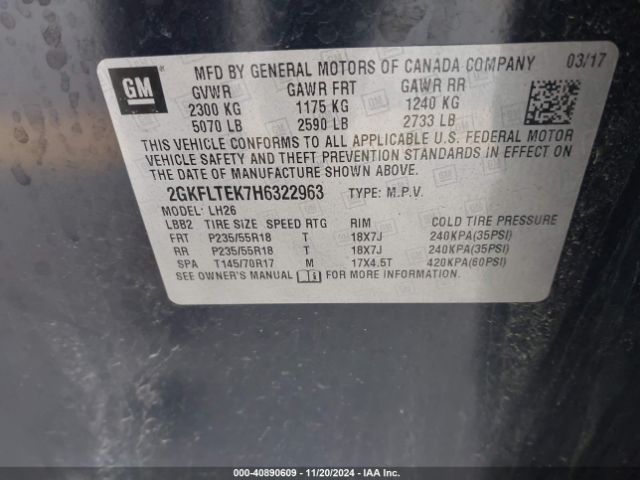 GM
MFD BY GENERAL MOTORS OF CANADA COMPANY 03/17
GVWR GAWR FRT GAWR RR
2300 KG 1175 KG 1240 KG
5070 LB 2590 LB 2733 LB
THIS VEHICLE CONFORMS TO ALL APPLICABLE U.S. FEDERAL MOTOR
VEHICLE SAFETY AND THEFT PREVENTION STANDARDS IN EFFECT ON
THE DATE OF MANUFACTURE SHOWN ABOVE.
2GKFLTEK7H6322963 TYPE: M.P.V.
MODEL: LH26
LBB2 TIRE SIZE SPEED RTG RIM COLD TIRE PRESSURE
FRT P235/55R18 T 18X7J 240KPA(35PSI)
RR P235/55R18 T 18X7J 240KPA(35PSI)
SPA T145/70R17 M 17X4.5T 420KPA(60PSI)
SEE OWNER'S MANUAL FOR MORE INFORMATION.
000-40890609 - 11/20/2024 - IAAI.COM